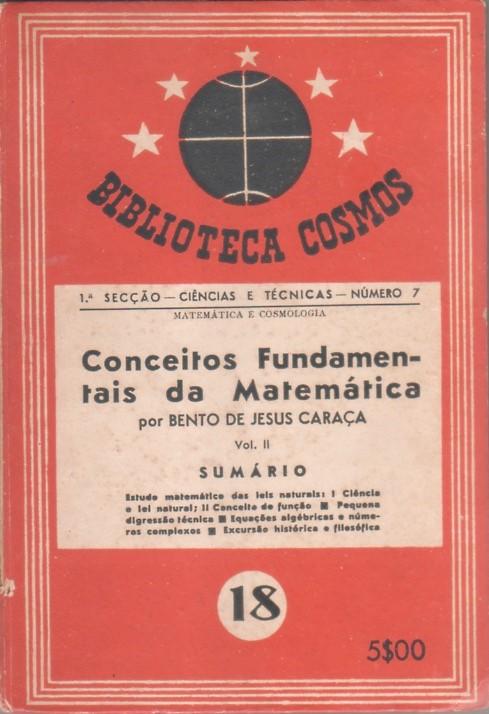 BIBLIOTECA COSMOS
1.ª SECÇÃO — CIÊNCIAS E TÉCNICAS — NÚMERO 7
MATEMÁTICA E COSMOLOGIA
Conceitos Fundamen-
tais da Matemática
por BENTO DE JESUS CARAÇA
Vol. II
SUMÁRIO
Estudo matemático das leis naturais: I Ciência
e lei natural; II Conceito de função ■ Pequena
digressão técnica ■ Equações algébricas e núme-
ros complexos ■ Excursão histórica e filosófica
18
5$00